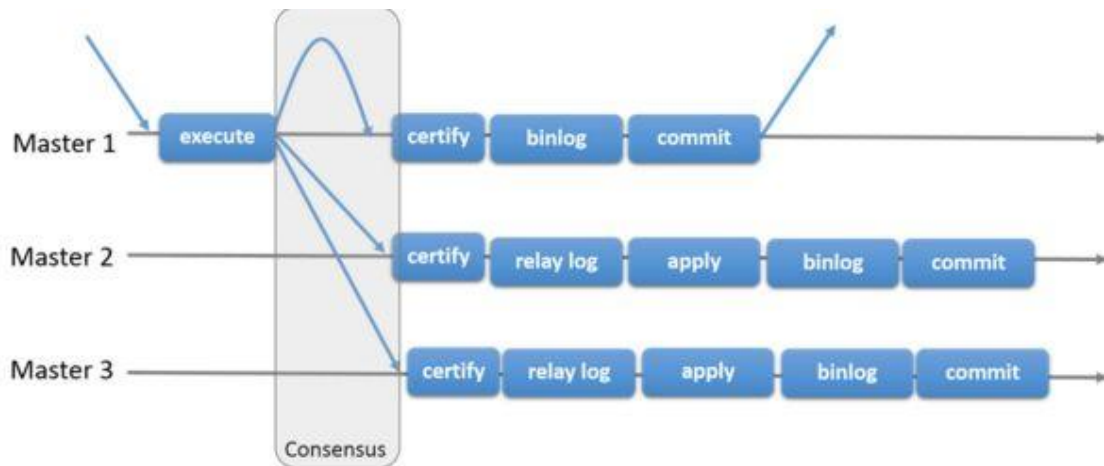 Master 1 execute certify binlog commit
Master 2 certify relay log apply binlog commit
Master 3 certify relay log apply binlog commit
Consensus